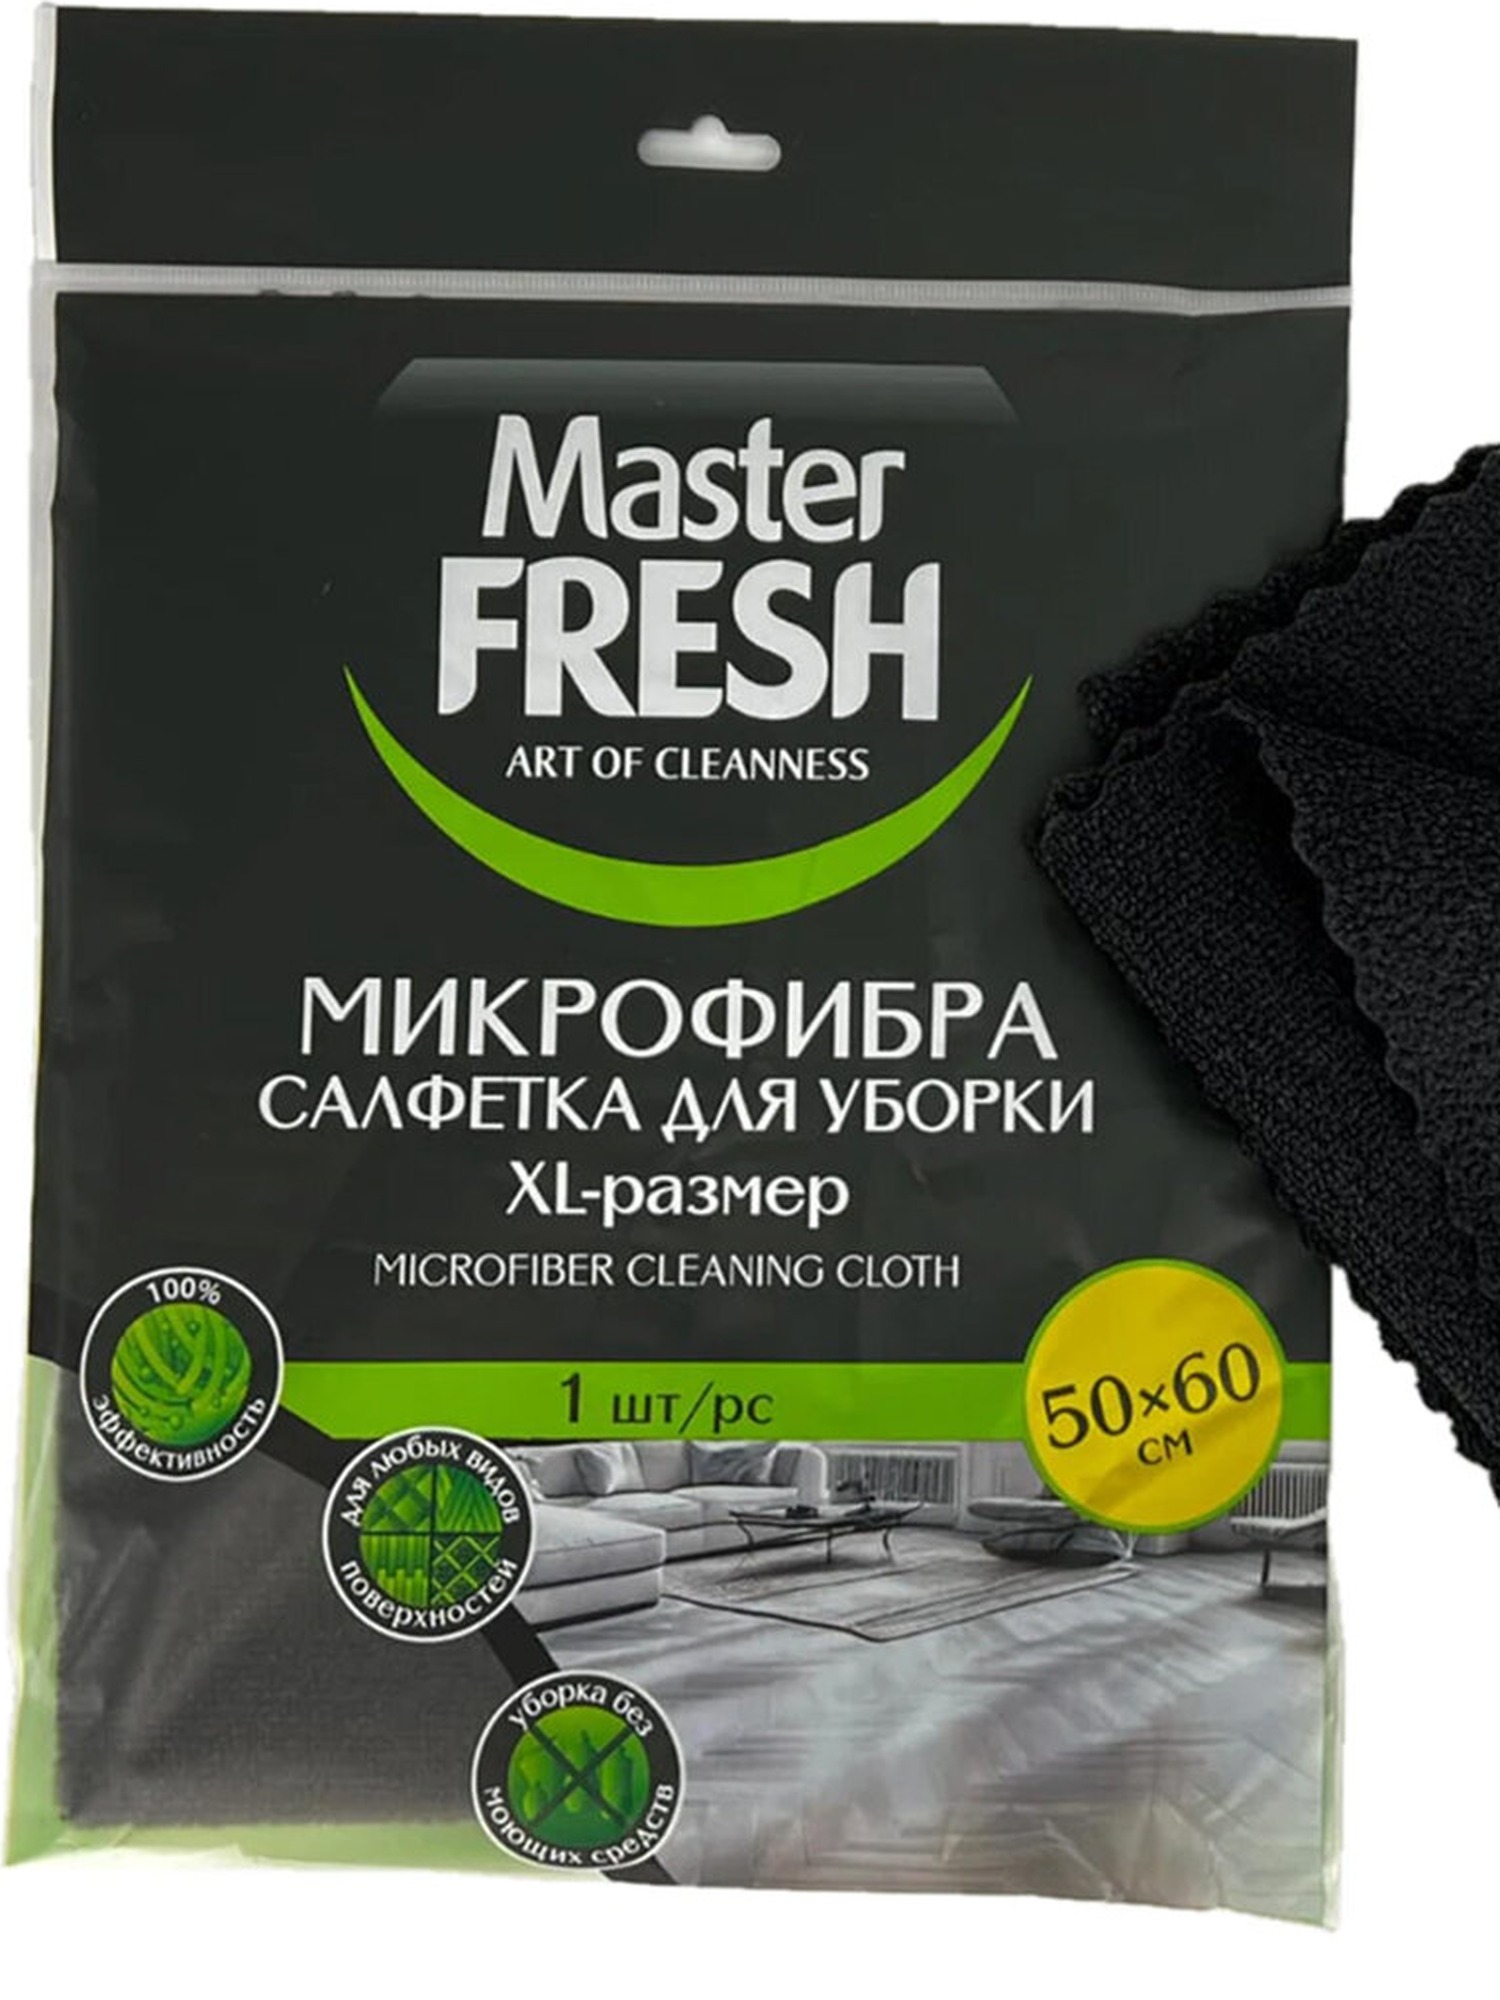 Master
FRESH
ART OF CLEANNESS
МИКРОФИБРА
САЛФЕТКА ДЛЯ УБОРКИ
XL-размер
MICROFIBER CLEANING CLOTH
100%
эффективность
1 шт/pc
50×60
см
для любых видов
поверхностей
уборка без
моющих средств